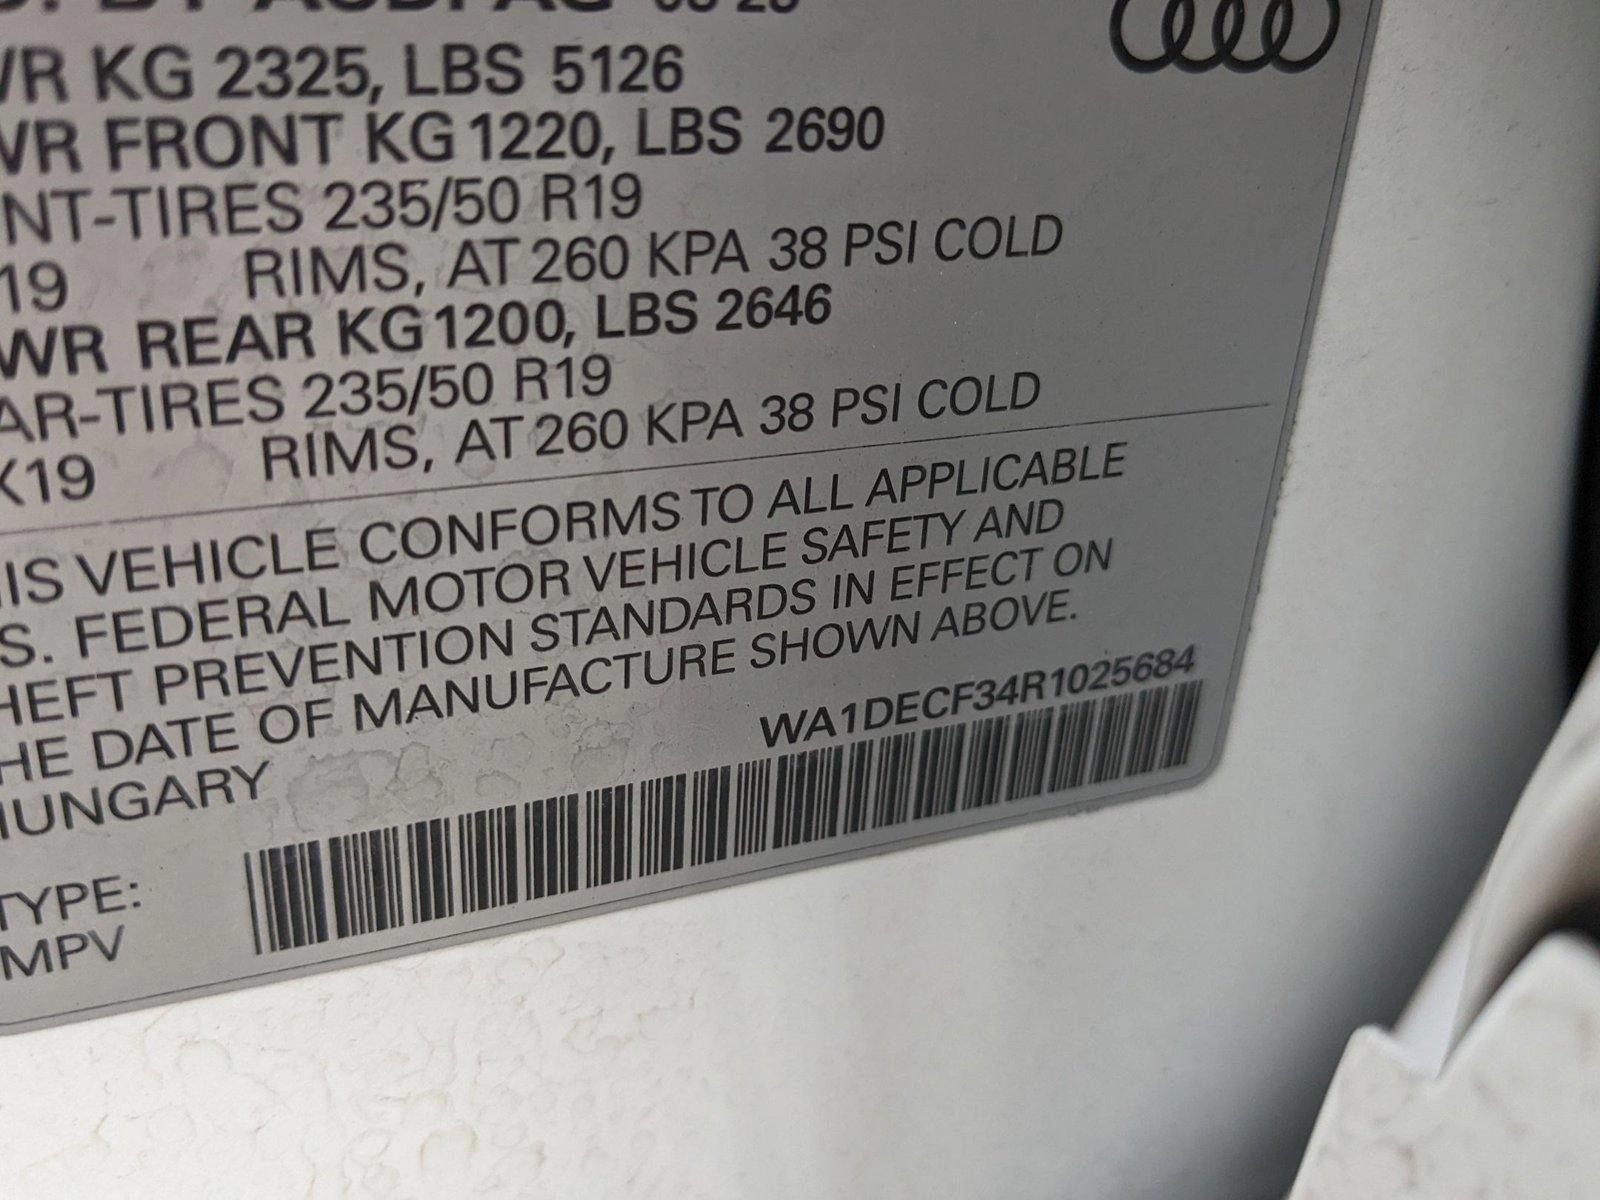 WR KG 2325, LBS 5126
WR FRONT KG 1220, LBS 2690
NT-TIRES 235/50 R19
19 RIMS, AT 260 KPA 38 PSI COLD
WR REAR KG 1200, LBS 2646
AR-TIRES 235/50 R19
X19 RIMS, AT 260 KPA 38 PSI COLD
IS VEHICLE CONFORMS TO ALL APPLICABLE
S. FEDERAL MOTOR VEHICLE SAFETY AND
HEFT PREVENTION STANDARDS IN EFFECT ON
HE DATE OF MANUFACTURE SHOWN ABOVE.
HUNGARY
WA1DECF34R1025684
TYPE:
MPV